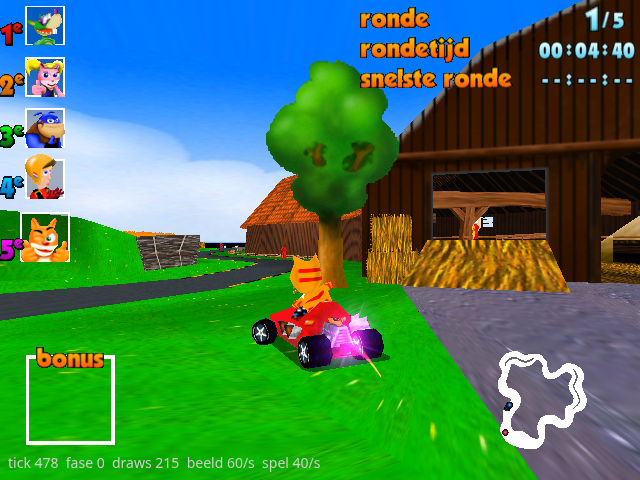 ronde 1/5
rondetijd 00:04:40
snelste ronde --:--:--
1e
2e
3e
4e
5e
bonus
tick 478 fase 0 draws 215 beeld 60/s spel 40/s